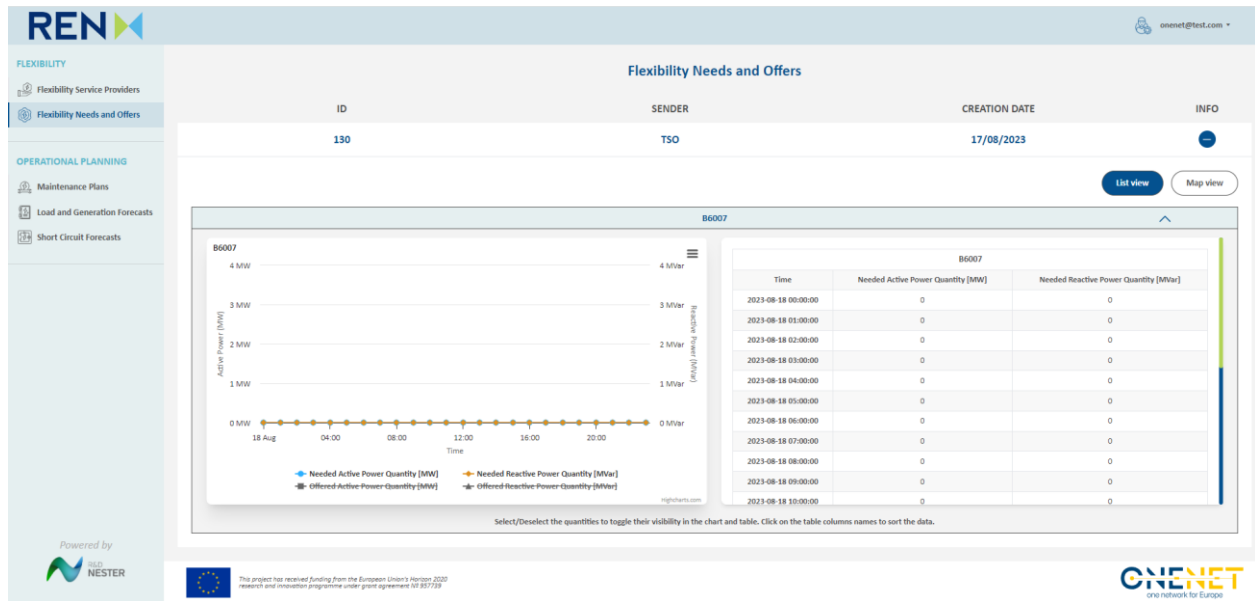 REN
onenet@test.com
FLEXIBILITY
Flexibility Service Providers
Flexibility Needs and Offers
OPERATIONAL PLANNING
Maintenance Plans
Load and Generation Forecasts
Short Circuit Forecasts
Powered by
R&D
NESTER
Flexibility Needs and Offers
ID SENDER CREATION DATE INFO
130 TSO 17/08/2023
List view Map view
B6007
B6007
4 MW 4 MVar
3 MW 3 MVar
2 MW 2 MVar
1 MW 1 MVar
0 MW 0 MVar
Active Power (MW)
Reactive Power (MVar)
18 Aug 04:00 08:00 12:00 16:00 20:00
Time
Needed Active Power Quantity [MW] Needed Reactive Power Quantity [MVar]
Offered Active Power Quantity [MW] Offered Reactive Power Quantity [MVar]
Highcharts.com
B6007
Time Needed Active Power Quantity [MW] Needed Reactive Power Quantity [MVar]
2023-08-18 00:00:00 0 0
2023-08-18 01:00:00 0 0
2023-08-18 02:00:00 0 0
2023-08-18 03:00:00 0 0
2023-08-18 04:00:00 0 0
2023-08-18 05:00:00 0 0
2023-08-18 06:00:00 0 0
2023-08-18 07:00:00 0 0
2023-08-18 08:00:00 0 0
2023-08-18 09:00:00 0 0
2023-08-18 10:00:00 0 0
Select/Deselect the quantities to toggle their visibility in the chart and table. Click on the table columns names to sort the data.
This project has received funding from the European Union's Horizon 2020
research and innovation programme under grant agreement Nº 957739
ONENET
one network for Europe